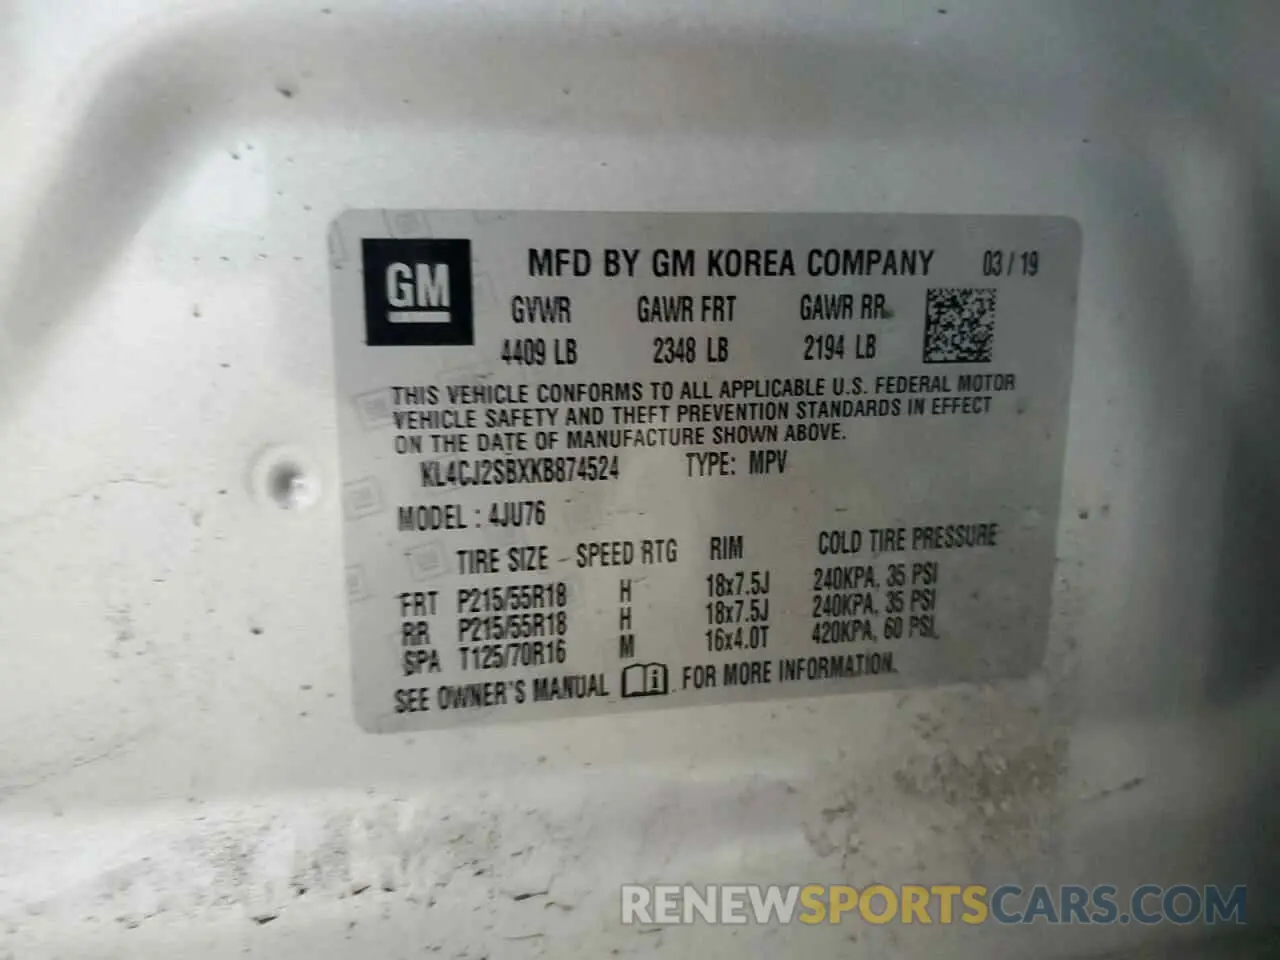 GM
MFD BY GM KOREA COMPANY 03/19
GVWR GAWR FRT GAWR RR
4409 LB 2348 LB 2194 LB
THIS VEHICLE CONFORMS TO ALL APPLICABLE U.S. FEDERAL MOTOR
VEHICLE SAFETY AND THEFT PREVENTION STANDARDS IN EFFECT
ON THE DATE OF MANUFACTURE SHOWN ABOVE.
KL4CJ2SBXKB874524 TYPE: MPV
MODEL: 4JU76
TIRE SIZE - SPEED RTG RIM COLD TIRE PRESSURE
FRT P215/55R18 H 18x7.5J 240KPA, 35 PSI
RR P215/55R18 H 18x7.5J 240KPA, 35 PSI
SPA T125/70R16 M 16x4.0T 420KPA, 60 PSI
SEE OWNER'S MANUAL i FOR MORE INFORMATION.
RENEWSPORTSCARS.COM